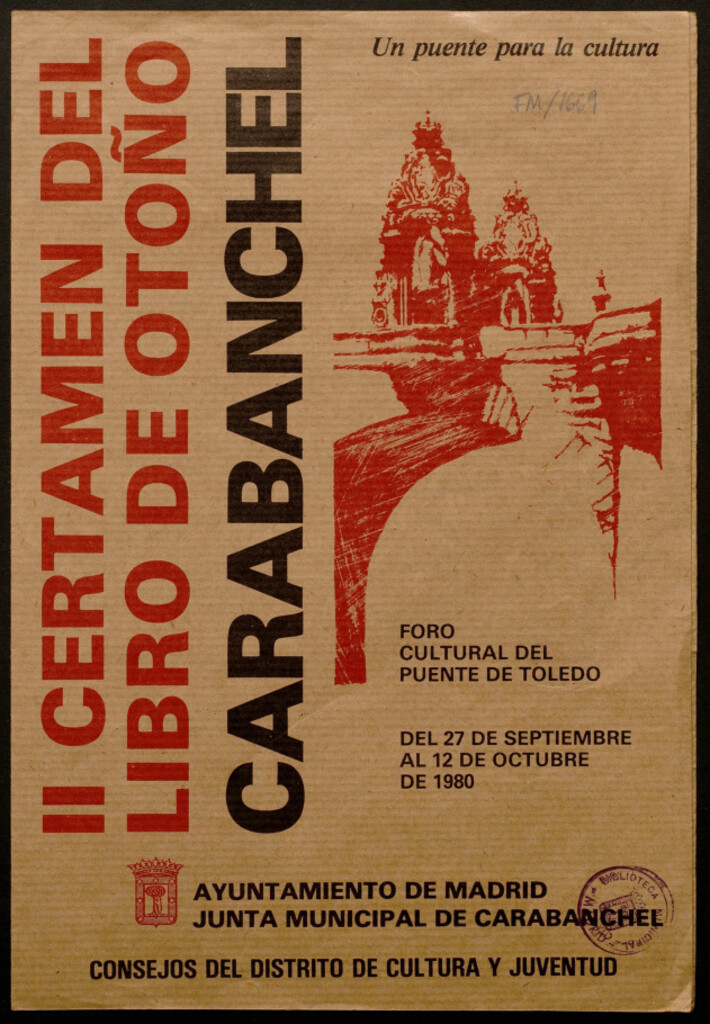 Un puente para la cultura
FM/1669
II CERTAMEN DEL
LIBRO DE OTOÑO
CARABANCHEL
FORO
CULTURAL DEL
PUENTE DE TOLEDO
DEL 27 DE SEPTIEMBRE
AL 12 DE OCTUBRE
DE 1980
AYUNTAMIENTO DE MADRID
JUNTA MUNICIPAL DE CARABANCHEL
CONSEJOS DEL DISTRITO DE CULTURA Y JUVENTUD
BIBLIOTECA MUNICIPAL